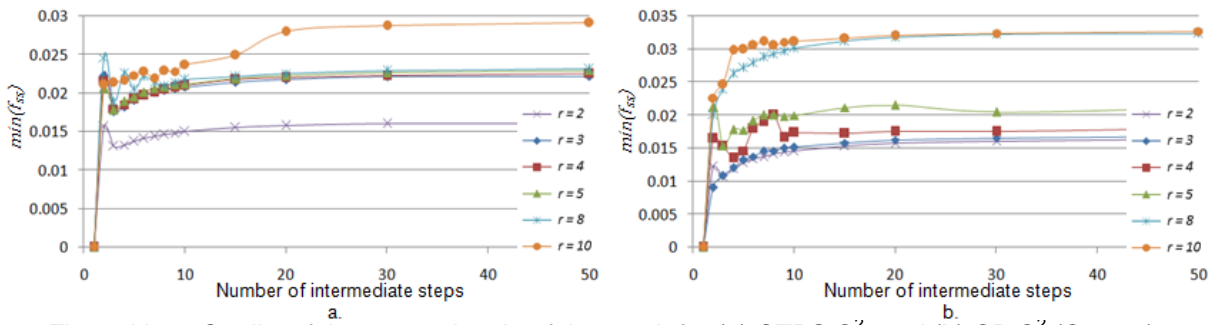 0.03
0.025
0.02
0.015
0.01
0.005
0
min(f_sx)
r = 2
r = 3
r = 4
r = 5
r = 8
r = 10
0 10 20 30 40 50
Number of intermediate steps
a.
0.035
0.03
0.025
0.02
0.015
0.01
0.005
0
min(f_sx)
r = 2
r = 3
r = 4
r = 5
r = 8
r = 10
0 10 20 30 40 50
Number of intermediate steps
b.